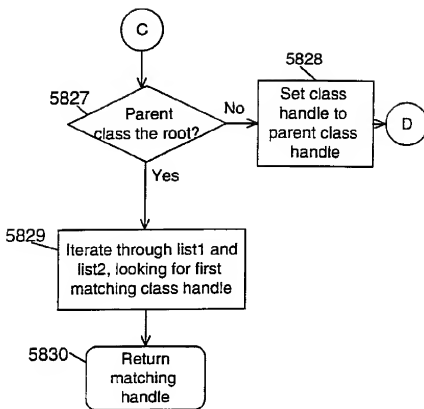 C
5827
Parent
class the root?
No
Yes
5828
Set class
handle to
parent class
handle
D
5829
Iterate through list1 and
list2, looking for first
matching class handle
5830
Return
matching
handle